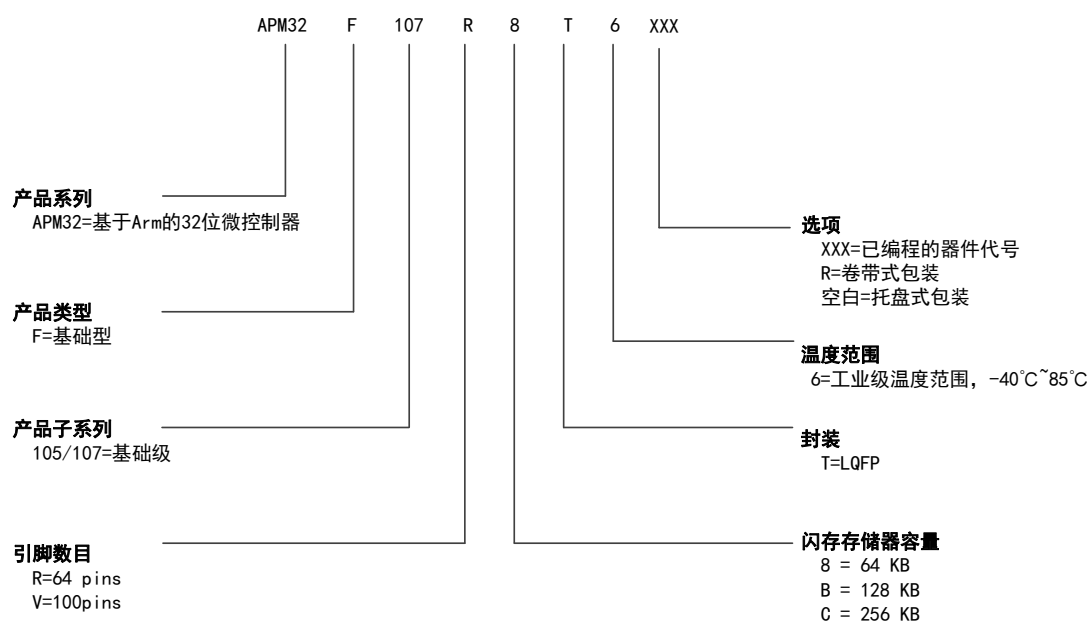 APM32 F 107 R 8 T 6 XXX
产品系列
APM32=基于Arm的32位微控制器
产品类型
F=基础型
产品子系列
105/107=基础级
引脚数目
R=64 pins
V=100pins
选项
XXX=已编程的器件代号
R=卷带式包装
空白=托盘式包装
温度范围
6=工业级温度范围，-40℃~85℃
封装
T=LQFP
闪存存储器容量
8 = 64 KB
B = 128 KB
C = 256 KB